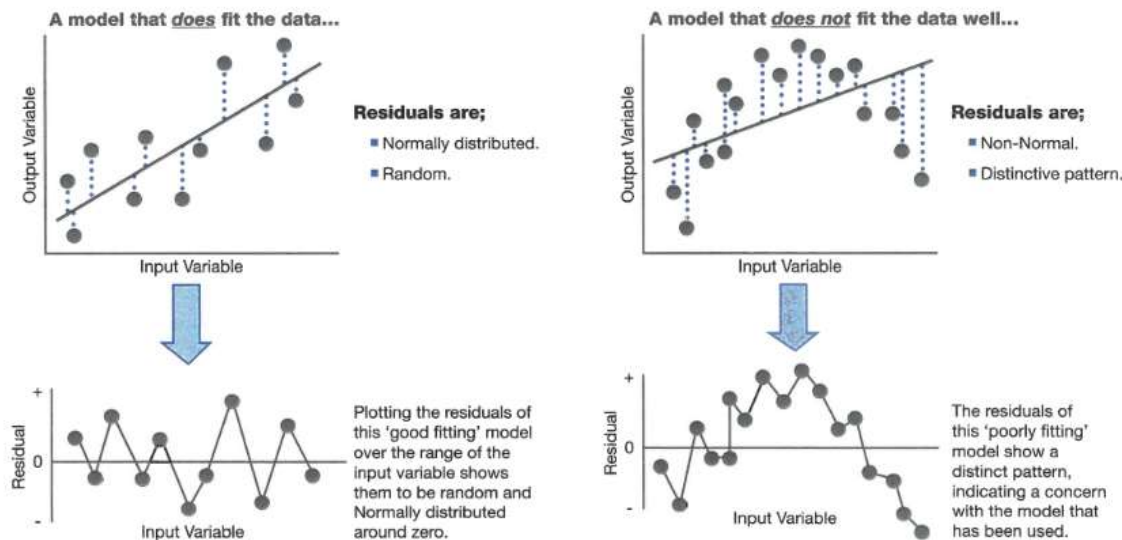 A model that does fit the data...
Output Variable
Residuals are;
Normally distributed.
Random.
Input Variable
+
Residual
0
-
Input Variable
Plotting the residuals of
this ‘good fitting’ model
over the range of the
input variable shows
them to be random and
Normally distributed
around zero.
A model that does not fit the data well...
Output Variable
Residuals are;
Non-Normal.
Distinctive pattern.
Input Variable
+
Residual
0
-
Input Variable
The residuals of
this ‘poorly fitting’
model show a
distinct pattern,
indicating a concern
with the model that
has been used.